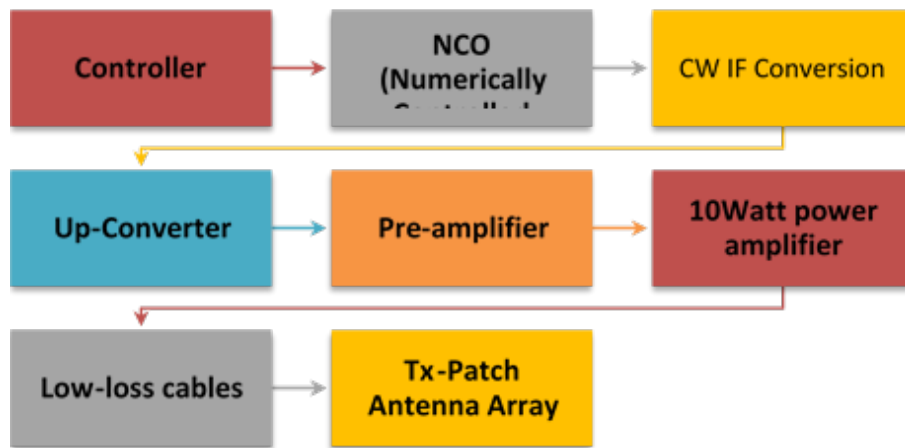 Controller
NCO
(Numerically
CW IF Conversion
Up-Converter
Pre-amplifier
10Watt power
amplifier
Low-loss cables
Tx-Patch
Antenna Array